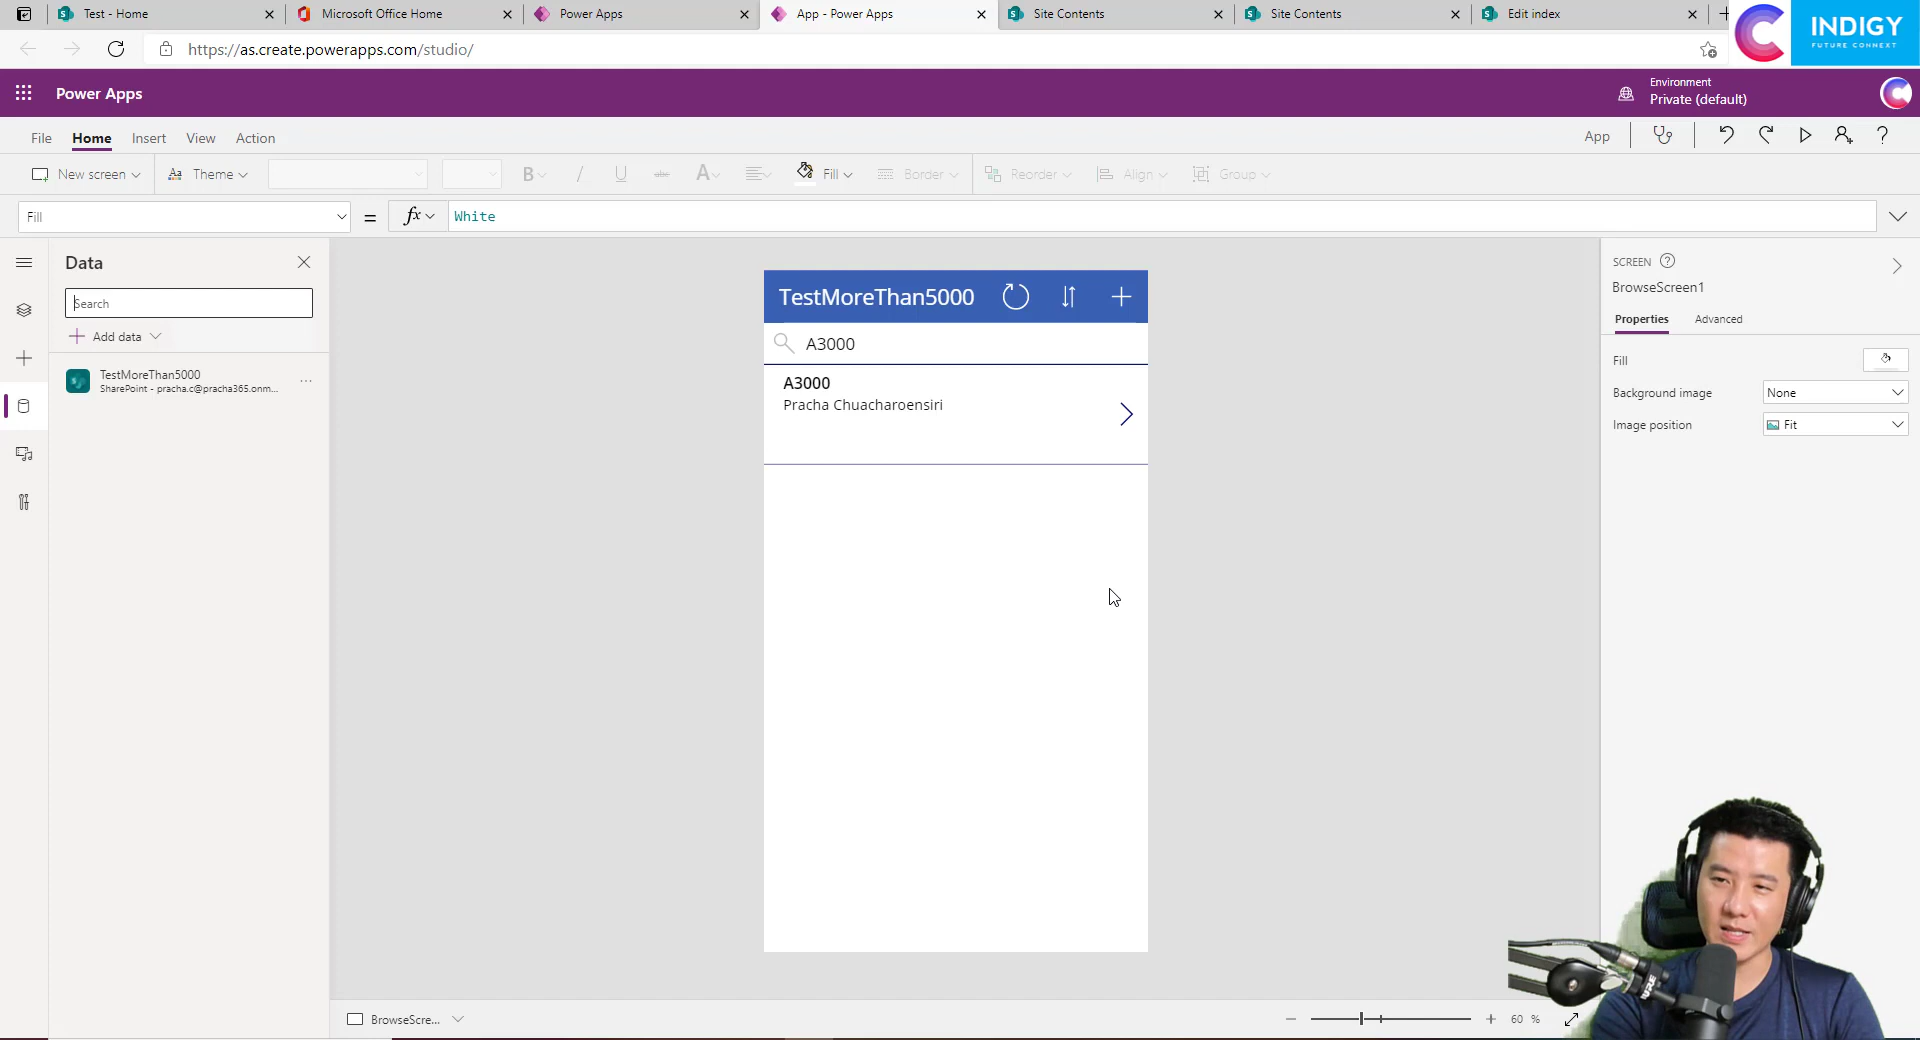 Test - Home
Microsoft Office Home
Power Apps
App - Power Apps
Site Contents
Site Contents
Edit index
INDIGY
FUTURE CONNEXT
https://as.create.powerapps.com/studio/
Power Apps
Environment
Private (default)
File
Home
Insert
View
Action
App
New screen
Theme
B
I
U
abc
A
Fill
Border
Reorder
Align
Group
Fill
=
fx
White
Data
Search
Add data
TestMoreThan5000
SharePoint - pracha.c@pracha365.onm...
TestMoreThan5000
A3000
A3000
Pracha Chuacharoensiri
SCREEN
BrowseScreen1
Properties
Advanced
Fill
Background image
None
Image position
Fit
BrowseScre...
60 %